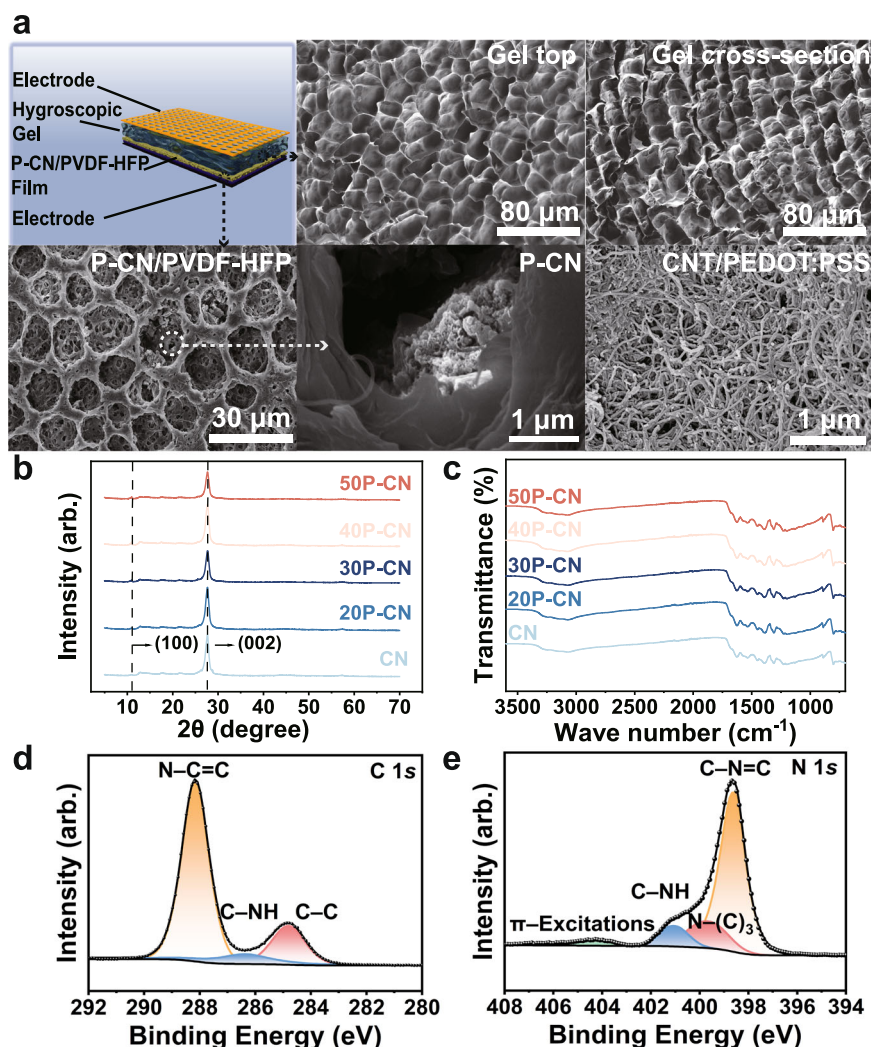 a
Electrode
Hygroscopic
Gel
P-CN/PVDF-HFP
Film
Electrode
Gel top
80 μm
Gel cross-section
80 μm
P-CN/PVDF-HFP
30 μm
P-CN
1 μm
CNT/PEDOT:PSS
1 μm
b
Intensity (arb.)
50P-CN
40P-CN
30P-CN
20P-CN
CN
(100)
(002)
10 20 30 40 50 60 70
2θ (degree)
c
Transmittance (%)
50P-CN
40P-CN
30P-CN
20P-CN
CN
3600 3000 2500 2000 1500 1000
Wave number (cm⁻¹)
d
Intensity (arb.)
N–C=C
C 1s
C–NH
C–C
292 290 288 286 284 282 280
Binding Energy (eV)
e
Intensity (arb.)
C–N=C
N 1s
C–NH
π–Excitations
N–(C)₃
408 406 404 402 400 398 396 394
Binding Energy (eV)